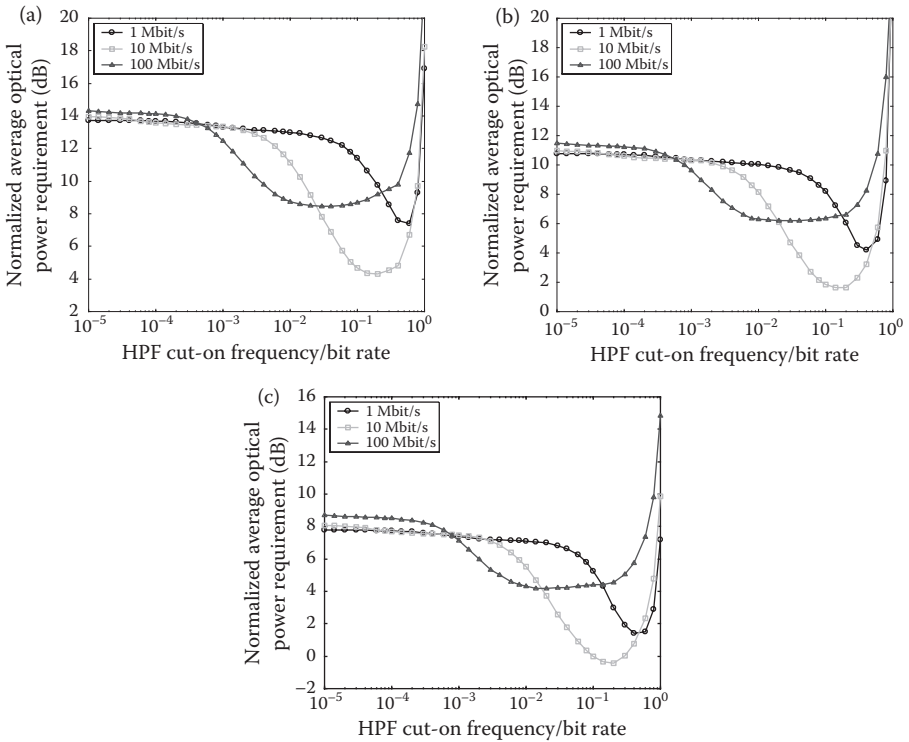 (a)
Normalized average optical
power requirement (dB)
20
18
16
14
12
10
8
6
4
2
1 Mbit/s
10 Mbit/s
100 Mbit/s
10⁻⁵ 10⁻⁴ 10⁻³ 10⁻² 10⁻¹ 10⁰
HPF cut-on frequency/bit rate
(b)
Normalized average optical
power requirement (dB)
20
18
16
14
12
10
8
6
4
2
0
1 Mbit/s
10 Mbit/s
100 Mbit/s
10⁻⁵ 10⁻⁴ 10⁻³ 10⁻² 10⁻¹ 10⁰
HPF cut-on frequency/bit rate
(c)
Normalized average optical
power requirement (dB)
16
14
12
10
8
6
4
2
0
−2
1 Mbit/s
10 Mbit/s
100 Mbit/s
10⁻⁵ 10⁻⁴ 10⁻³ 10⁻² 10⁻¹ 10⁰
HPF cut-on frequency/bit rate